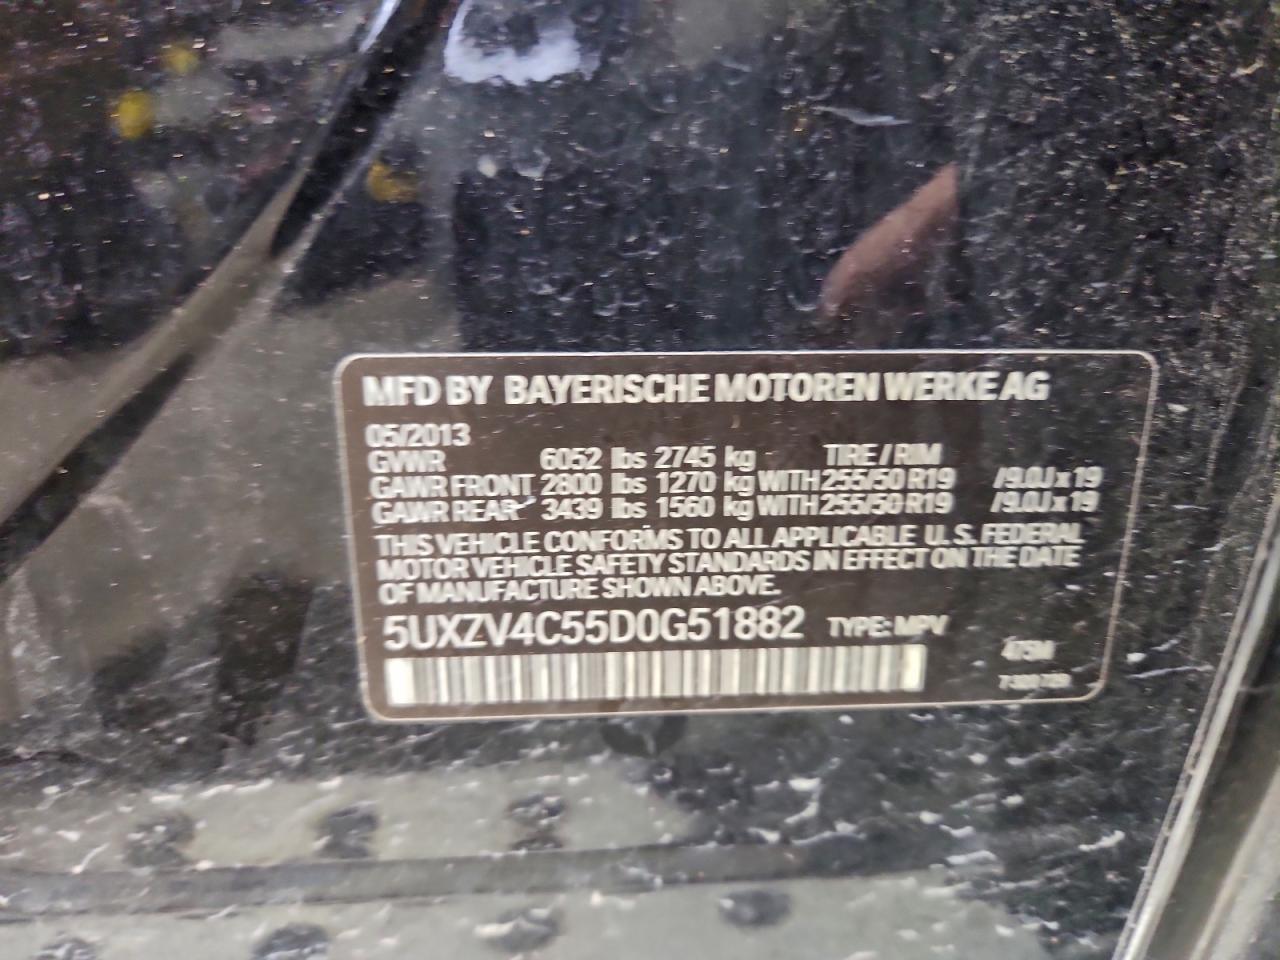 MFD BY BAYERISCHE MOTOREN WERKE AG
05/2013
GVWR 6052 lbs 2745 kg TIRE / RIM
GAWR FRONT 2800 lbs 1270 kg WITH 255/50 R19 /9.0J x 19
GAWR REAR 3439 lbs 1560 kg WITH 255/50 R19 /9.0J x 19
THIS VEHICLE CONFORMS TO ALL APPLICABLE U.S. FEDERAL
MOTOR VEHICLE SAFETY STANDARDS IN EFFECT ON THE DATE
OF MANUFACTURE SHOWN ABOVE.
5UXZV4C55D0G51882 TYPE: MPV
475M